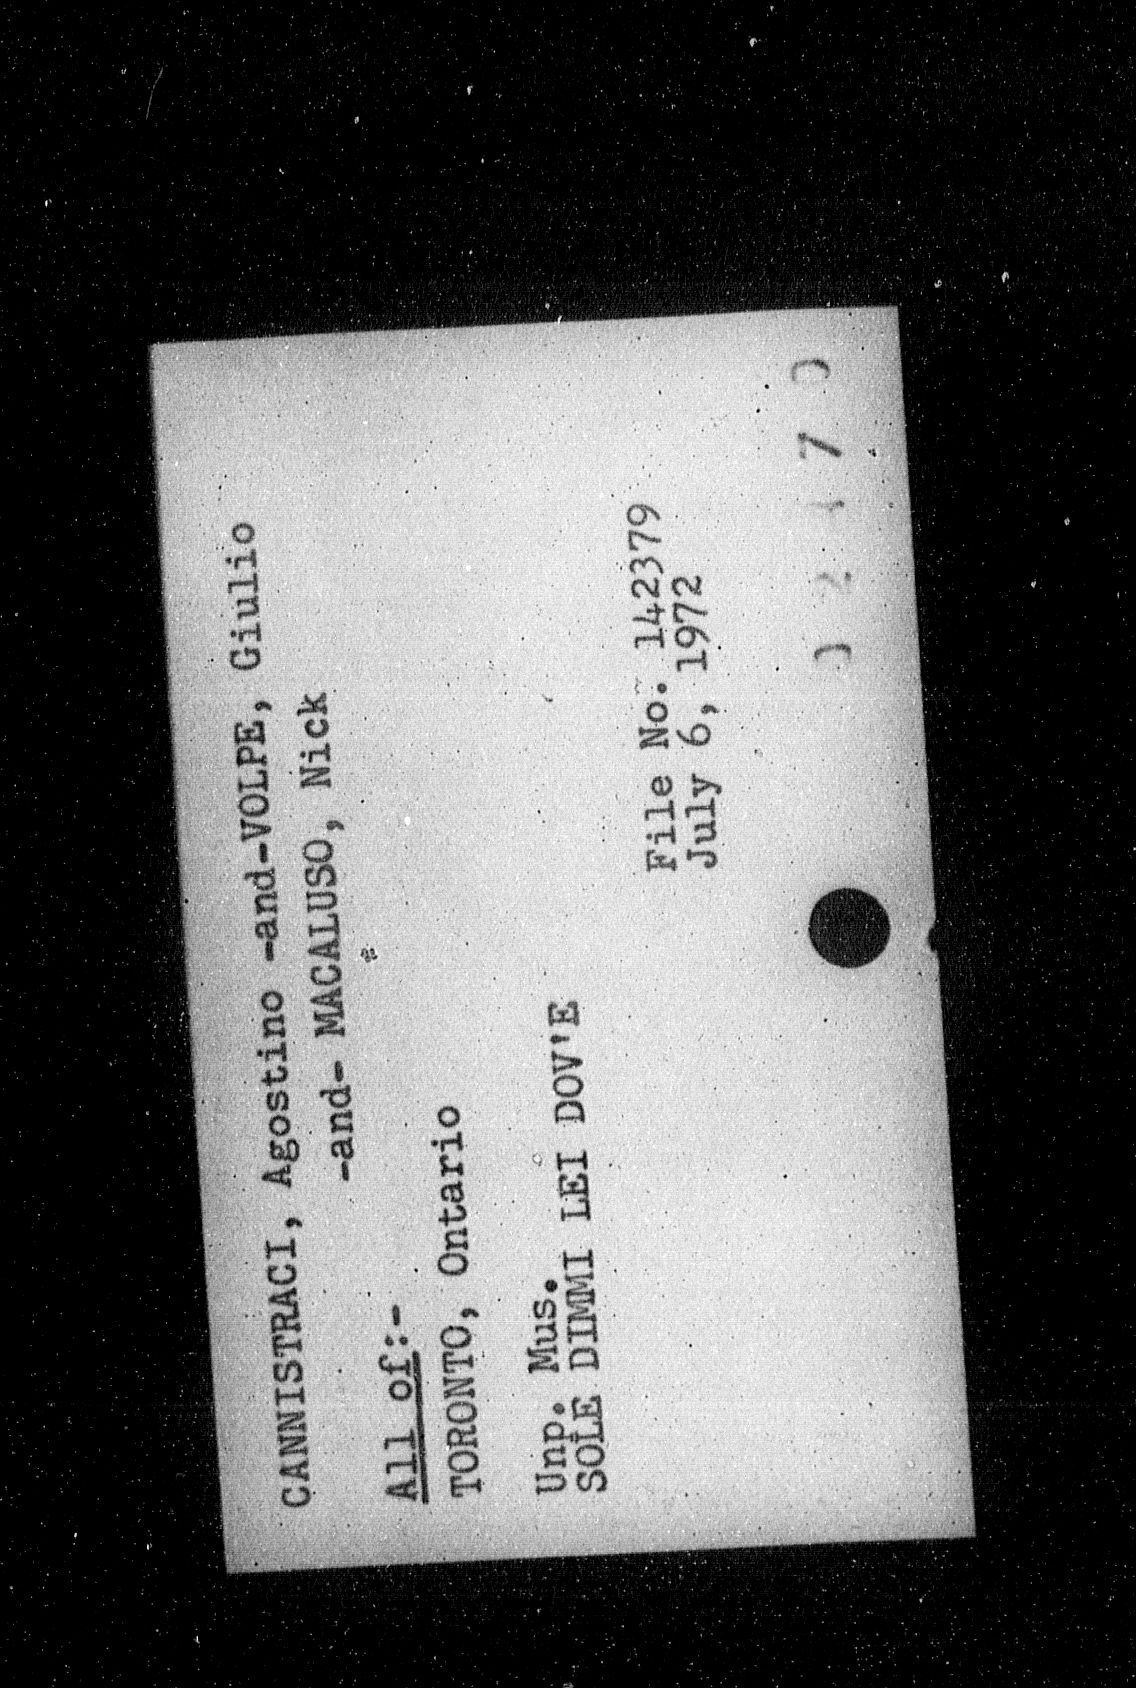 CANNISTRACI, Agostino -and-VOLPE, Giulio
-and- MACALUSO, Nick
All of:-
TORONTO, Ontario
Unp. Mus.
SOLE DIMMI LEI DOV'E
File No. 142379
July 6, 1972